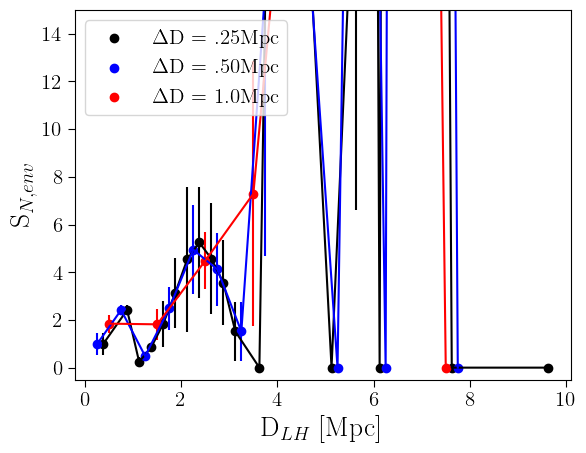 ΔD = .25Mpc
ΔD = .50Mpc
ΔD = 1.0Mpc
14
12
10
8
6
4
2
0
S_{N,env}
0 2 4 6 8 10
D_{LH} [Mpc]